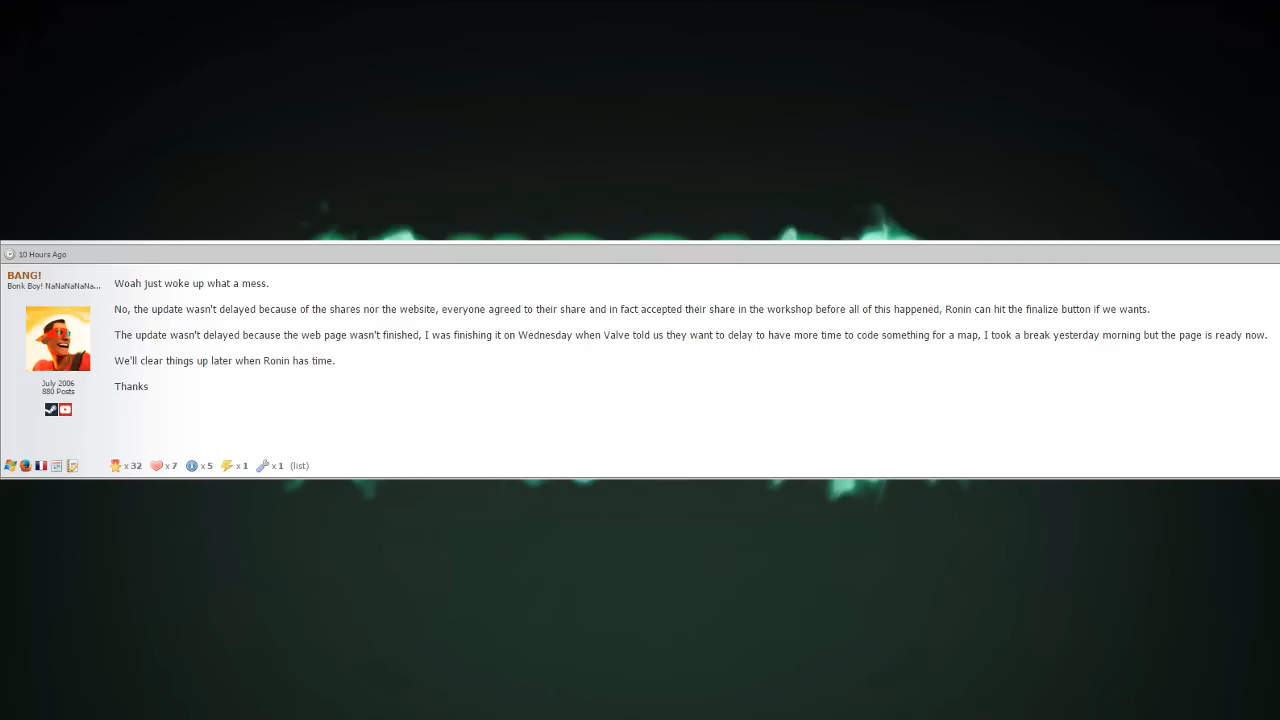 10 Hours Ago
BANG!
Bonk Boy! NaNaNaNaNa...
July 2006
880 Posts
Woah just woke up what a mess.
No, the update wasn't delayed because of the shares nor the website, everyone agreed to their share and in fact accepted their share in the workshop before all of this happened, Ronin can hit the finalize button if we wants.
The update wasn't delayed because the web page wasn't finished, I was finishing it on Wednesday when Valve told us they want to delay to have more time to code something for a map, I took a break yesterday morning but the page is ready now.
We'll clear things up later when Ronin has time.
Thanks
x 32 x 7 x 5 x 1 x 1 (list)